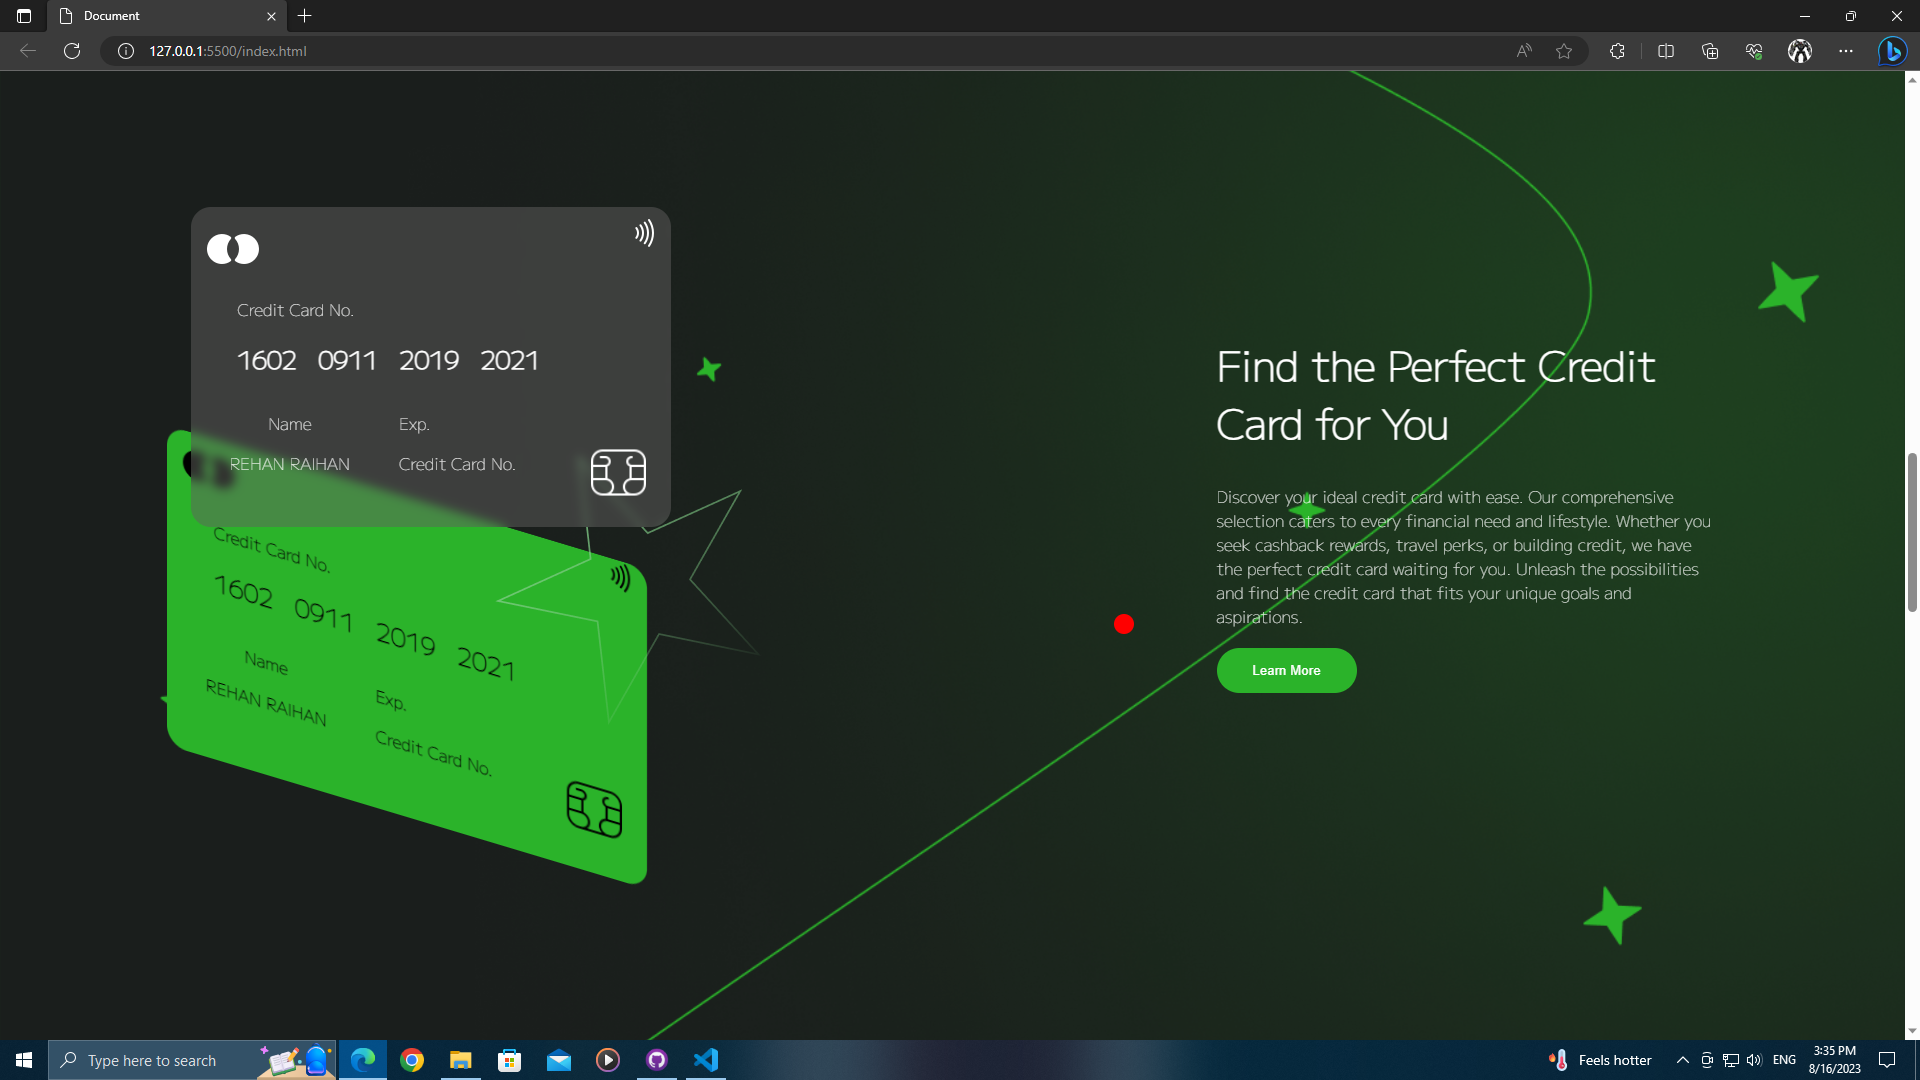 Document
127.0.0.1:5500/index.html
Credit Card No.
1602 0911 2019 2021
Name Exp.
REHAN RAIHAN Credit Card No.
Credit Card No.
1602 0911 2019 2021
Name
Exp.
REHAN RAIHAN
Credit Card No.
Find the Perfect Credit
Card for You
Discover your ideal credit card with ease. Our comprehensive
selection caters to every financial need and lifestyle. Whether you
seek cashback rewards, travel perks, or building credit, we have
the perfect credit card waiting for you. Unleash the possibilities
and find the credit card that fits your unique goals and
aspirations.
Learn More
Type here to search
Feels hotter
ENG
3:35 PM
8/16/2023